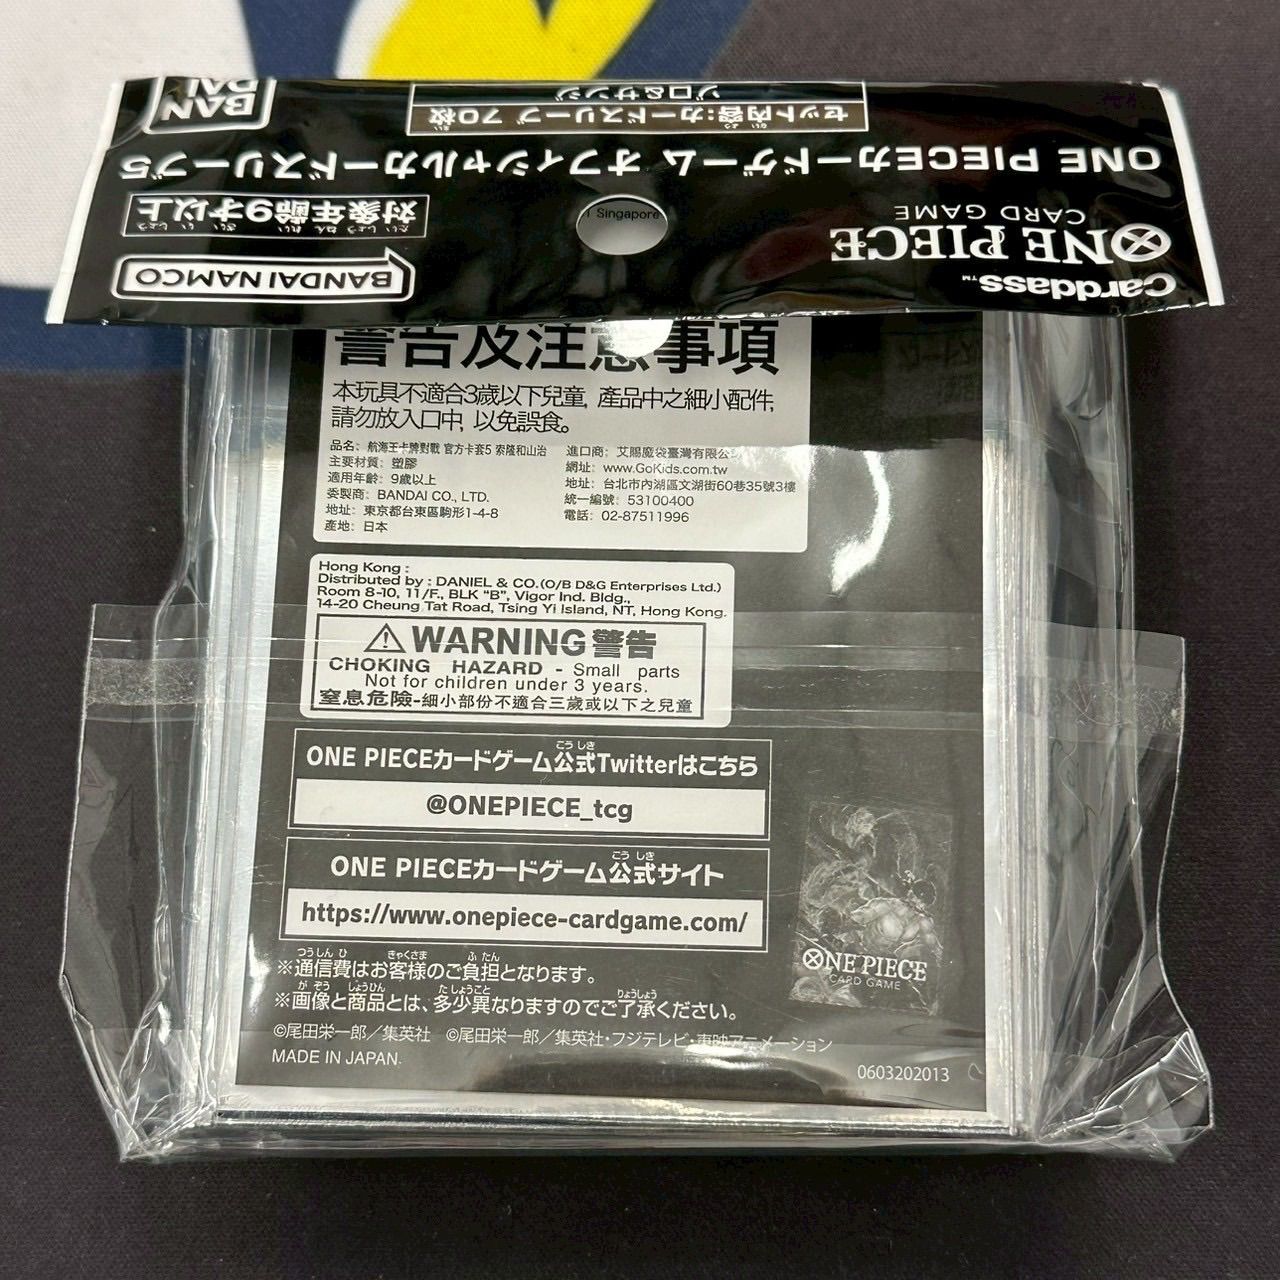 Carddass™
ONE PIECE
CARD GAME
BANDAI NAMCO
対象年齢9才以上
ONE PIECEカードゲーム オフィシャルカードスリーブ5
セット内容:カードスリーブ 70枚
ゾロ&サンジ
BAN
DAI
Singapore
警告及注意事項
本玩具不適合3歲以下兒童, 產品中之細小配件,
請勿放入口中, 以免誤食。
品名: 航海王卡牌對戰 官方卡套5 索隆和山治
主要材質: 塑膠
適用年齡: 9歲以上
委製商: BANDAI CO., LTD.
地址: 東京都台東區駒形1-4-8
產地: 日本
進口商: 艾賜魔袋臺灣有限公
網址: www.GoKids.com.tw
地址: 台北市內湖區文湖街60巷35號3樓
統一編號: 53100400
電話: 02-87511996
Hong Kong :
Distributed by : DANIEL & CO.(O/B D&G Enterprises Ltd.)
Room 8-10, 11/F., BLK “B”, Vigor Ind. Bldg.,
14-20 Cheung Tat Road, Tsing Yi Island, NT, Hong Kong.
⚠WARNING 警告
CHOKING HAZARD - Small parts
Not for children under 3 years.
窒息危險-細小部份不適合三歲或以下之兒童
ONE PIECEカードゲーム公式Twitterはこちら
@ONEPIECE_tcg
ONE PIECEカードゲーム公式サイト
https://www.onepiece-cardgame.com/
※通信費はお客様のご負担となります。
※画像と商品とは、多少異なりますのでご了承ください。
©尾田栄一郎/集英社 ©尾田栄一郎/集英社・フジテレビ・東映アニメーション
MADE IN JAPAN.
0603202013
ONE PIECE
CARD GAME